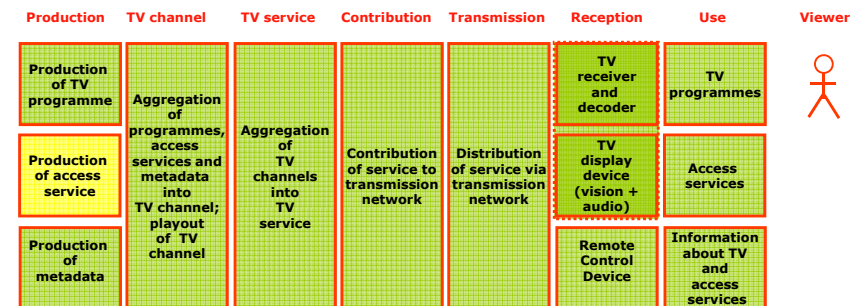 Production TV channel TV service Contribution Transmission Reception Use Viewer
Production
of TV
programme
Production
of access
service
Production
of
metadata
Aggregation
of
programmes,
access
services and
metadata
into
TV channel;
playout
of TV
channel
Aggregation
of
TV
channels
into
TV
service
Contribution
of service to
transmission
network
Distribution
of service via
transmission
network
TV
receiver
and
decoder
TV
display
device
(vision +
audio)
Remote
Control
Device
TV
programmes
Access
services
Information
about TV
and
access
services